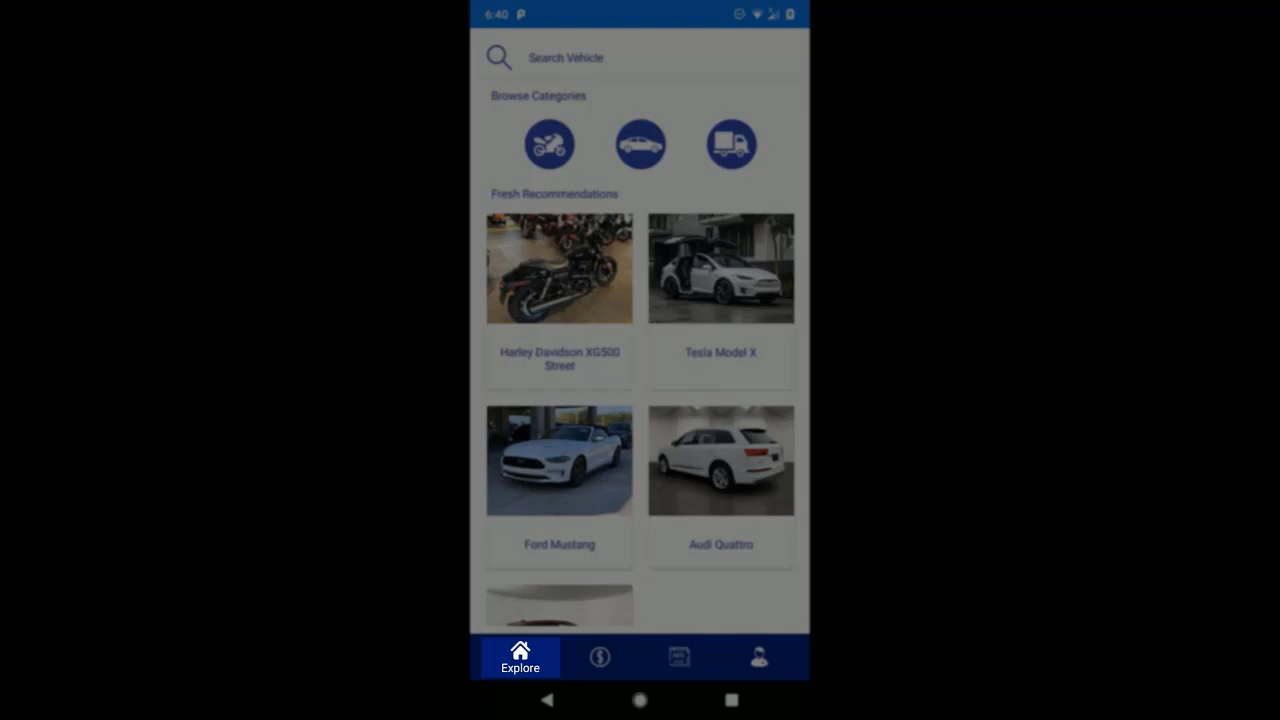 6:40
Search Vehicle
Browse Categories
Fresh Recommendations
Harley Davidson XG500
Street
Tesla Model X
Ford Mustang
Audi Quattro
Explore